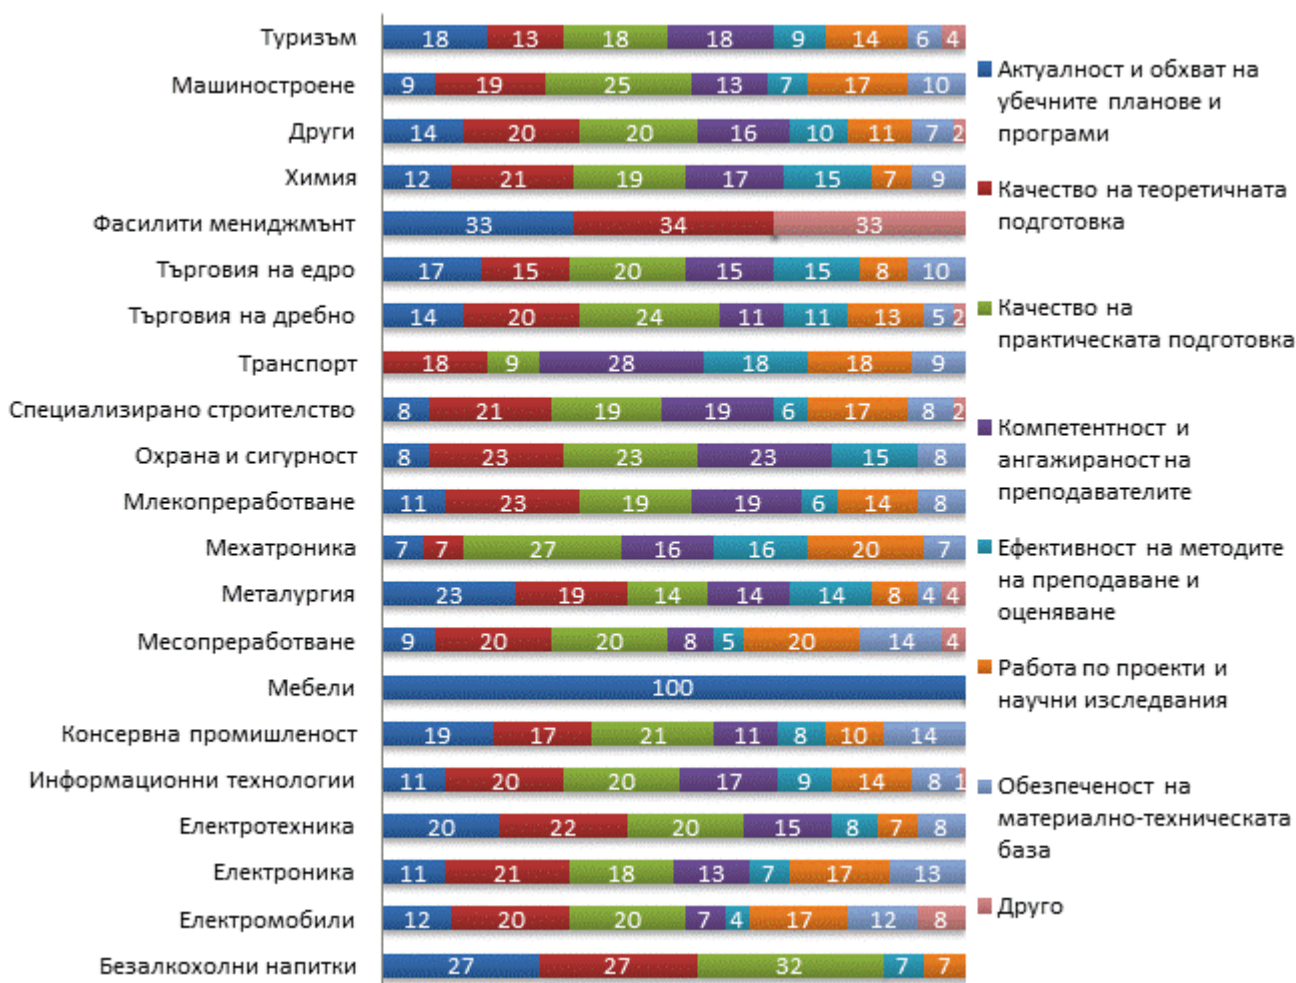 Туризъм 18 13 18 18 9 14 6 4
Машиностроене 9 19 25 13 7 17 10
Други 14 20 20 16 10 11 7 2
Химия 12 21 19 17 15 7 9
Фасилити мениджмънт 33 34 33
Търговия на едро 17 15 20 15 15 8 10
Търговия на дребно 14 20 24 11 11 13 5 2
Транспорт 18 9 28 18 18 9
Специализирано строителство 8 21 19 19 6 17 8 2
Охрана и сигурност 8 23 23 23 15 8
Млекопреработване 11 23 19 19 6 14 8
Мехатроника 7 7 27 16 16 20 7
Металургия 23 19 14 14 14 8 4 4
Месопреработване 9 20 20 8 5 20 14 4
Мебели 100
Консервна промишленост 19 17 21 11 8 10 14
Информационни технологии 11 20 20 17 9 14 8 1
Електротехника 20 22 20 15 8 7 8
Електроника 11 21 18 13 7 17 13
Електромобили 12 20 20 7 4 17 12 8
Безалкохолни напитки 27 27 32 7 7
Актуалност и обхват на
убечните планове и
програми
Качество на теоретичната
подготовка
Качество на
практическата подготовка
Компетентност и
ангажираност на
преподавателите
Ефективност на методите
на преподаване и
оценяване
Работа по проекти и
научни изследвания
Обезпеченост на
материално-техническата
база
Друго